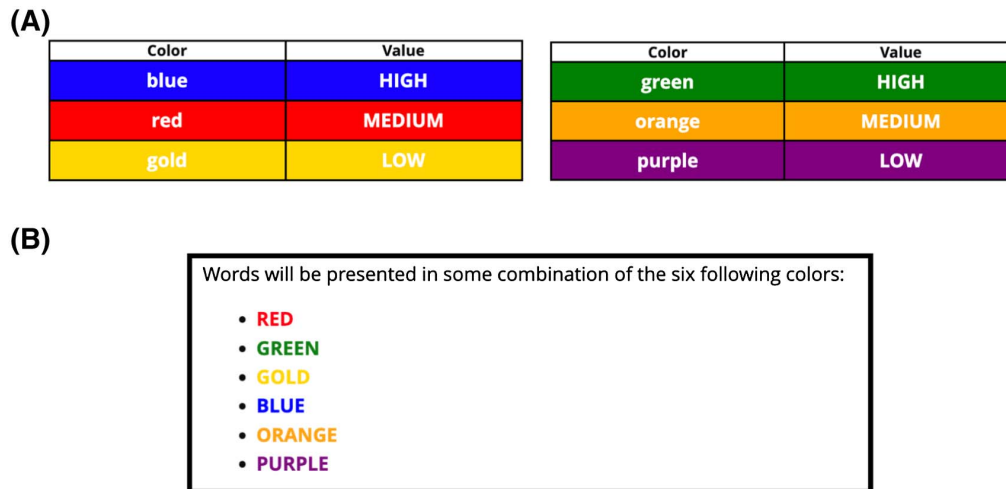 (A)
Color Value
blue HIGH
red MEDIUM
gold LOW
Color Value
green HIGH
orange MEDIUM
purple LOW
(B)
Words will be presented in some combination of the six following colors:
• RED
• GREEN
• GOLD
• BLUE
• ORANGE
• PURPLE